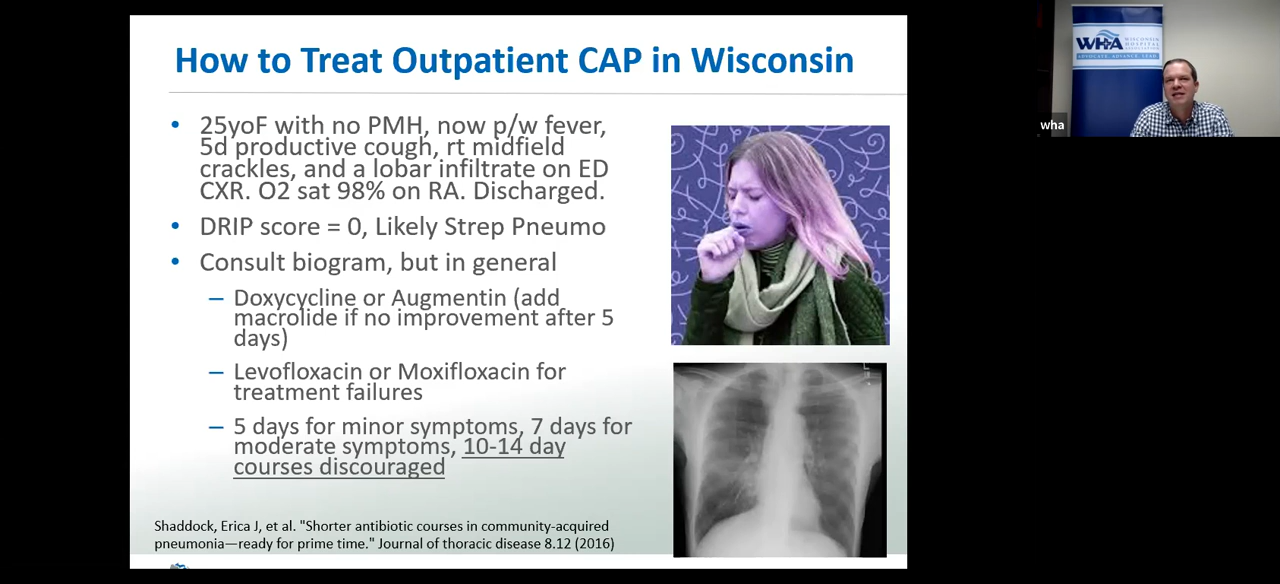 How to Treat Outpatient CAP in Wisconsin
• 25yoF with no PMH, now p/w fever,
5d productive cough, rt midfield
crackles, and a lobar infiltrate on ED
CXR. O2 sat 98% on RA. Discharged.
• DRIP score = 0, Likely Strep Pneumo
• Consult biogram, but in general
– Doxycycline or Augmentin (add
macrolide if no improvement after 5
days)
– Levofloxacin or Moxifloxacin for
treatment failures
– 5 days for minor symptoms, 7 days for
moderate symptoms, 10-14 day
courses discouraged
Shaddock, Erica J, et al. "Shorter antibiotic courses in community-acquired
pneumonia—ready for prime time." Journal of thoracic disease 8.12 (2016)
WHA
WISCONSIN
HOSPITAL
ASSOCIATION
ADVOCATE. ADVANCE. LEAD.
wha